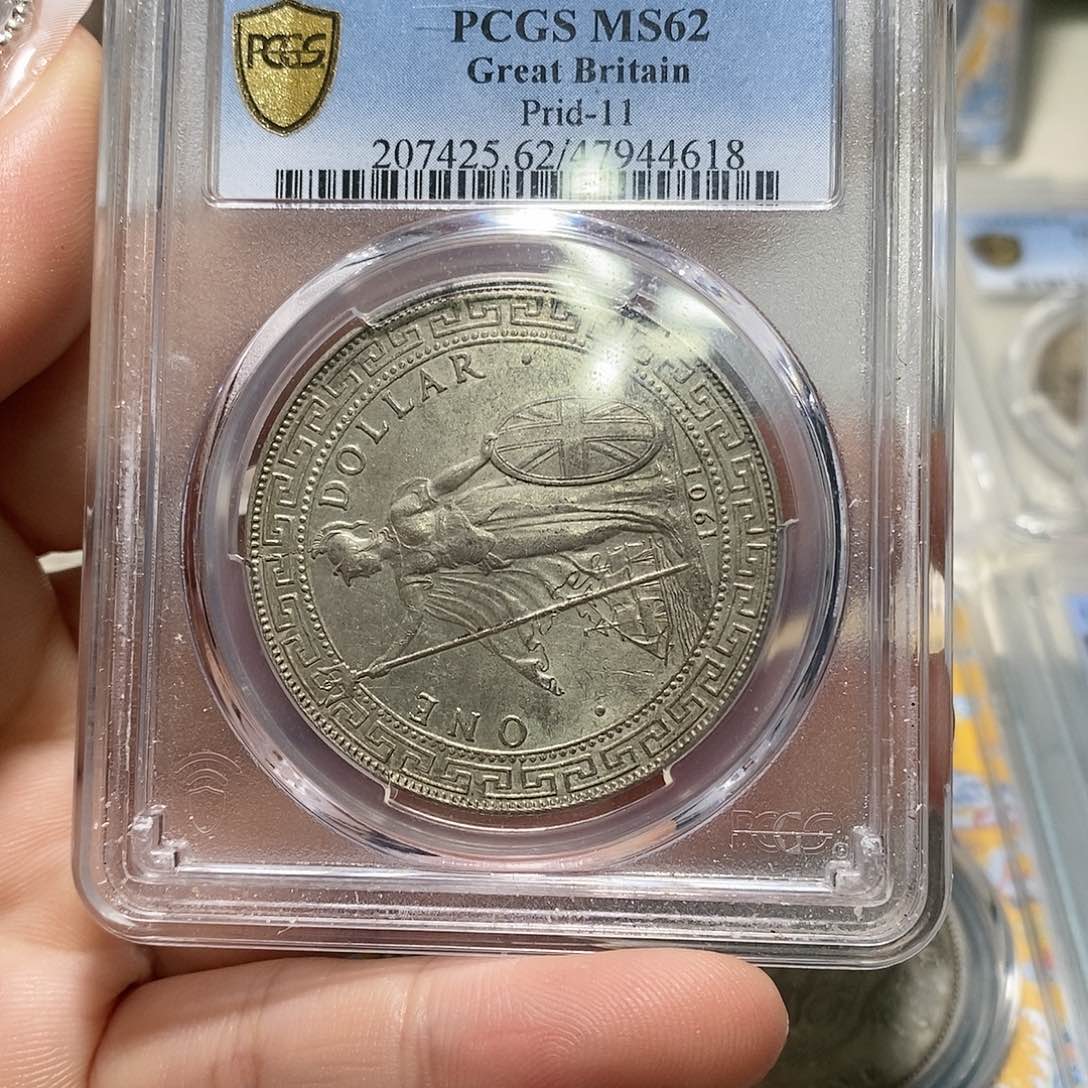 PCGS
PCGS MS62
Great Britain
Prid-11
207425.62/47944618
ONE DOLLAR
1901
PCGS